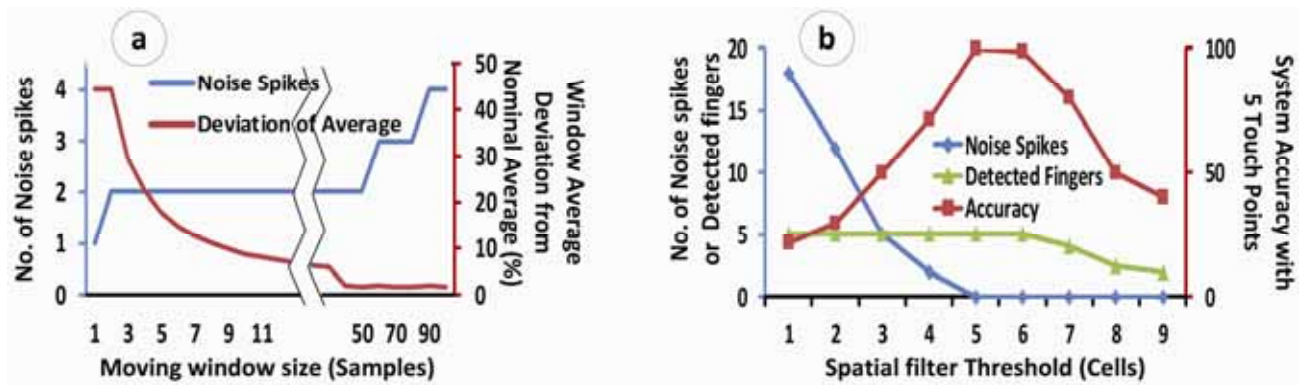 a
No. of Noise spikes
4
3
2
1
0
Noise Spikes
Deviation of Average
50
40
30
20
10
0
Window Average
Deviation from
Nominal Average (%)
1 3 5 7 9 11 50 70 90
Moving window size (Samples)
b
No. of Noise spikes
or Detected fingers
20
15
10
5
0
Noise Spikes
Detected Fingers
Accuracy
100
50
0
System Accuracy with
5 Touch Points
1 2 3 4 5 6 7 8 9
Spatial filter Threshold (Cells)